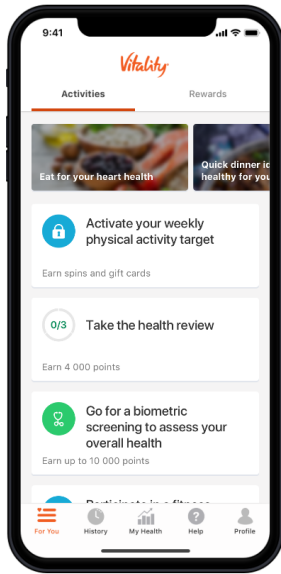 9:41
Vitality
Activities Rewards
Eat for your heart health
Quick dinner
healthy for you
Activate your weekly
physical activity target
Earn spins and gift cards
0/3 Take the health review
Earn 4 000 points
Go for a biometric
screening to assess your
overall health
Earn up to 10 000 points
Participate in a fitness
For You History My Health Help Profile